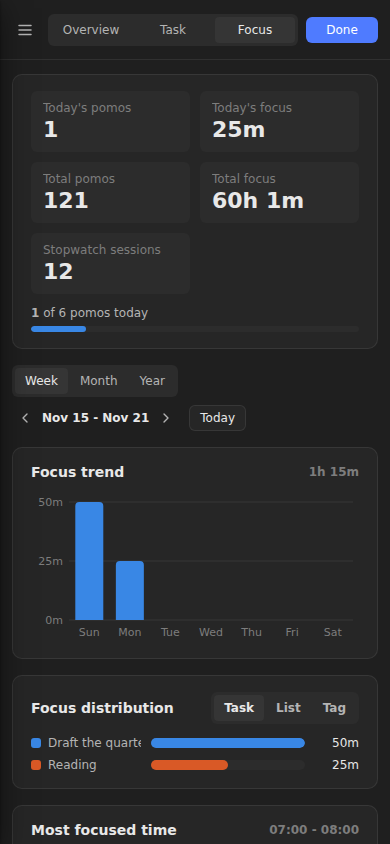 Overview Task Focus Done
Today's pomos Today's focus
1 25m
Total pomos Total focus
121 60h 1m
Stopwatch sessions
12
1 of 6 pomos today
Week Month Year
Nov 15 - Nov 21 Today
Focus trend 1h 15m
50m
25m
0m
Sun Mon Tue Wed Thu Fri Sat
Focus distribution Task List Tag
Draft the quarte 50m
Reading 25m
Most focused time 07:00 - 08:00